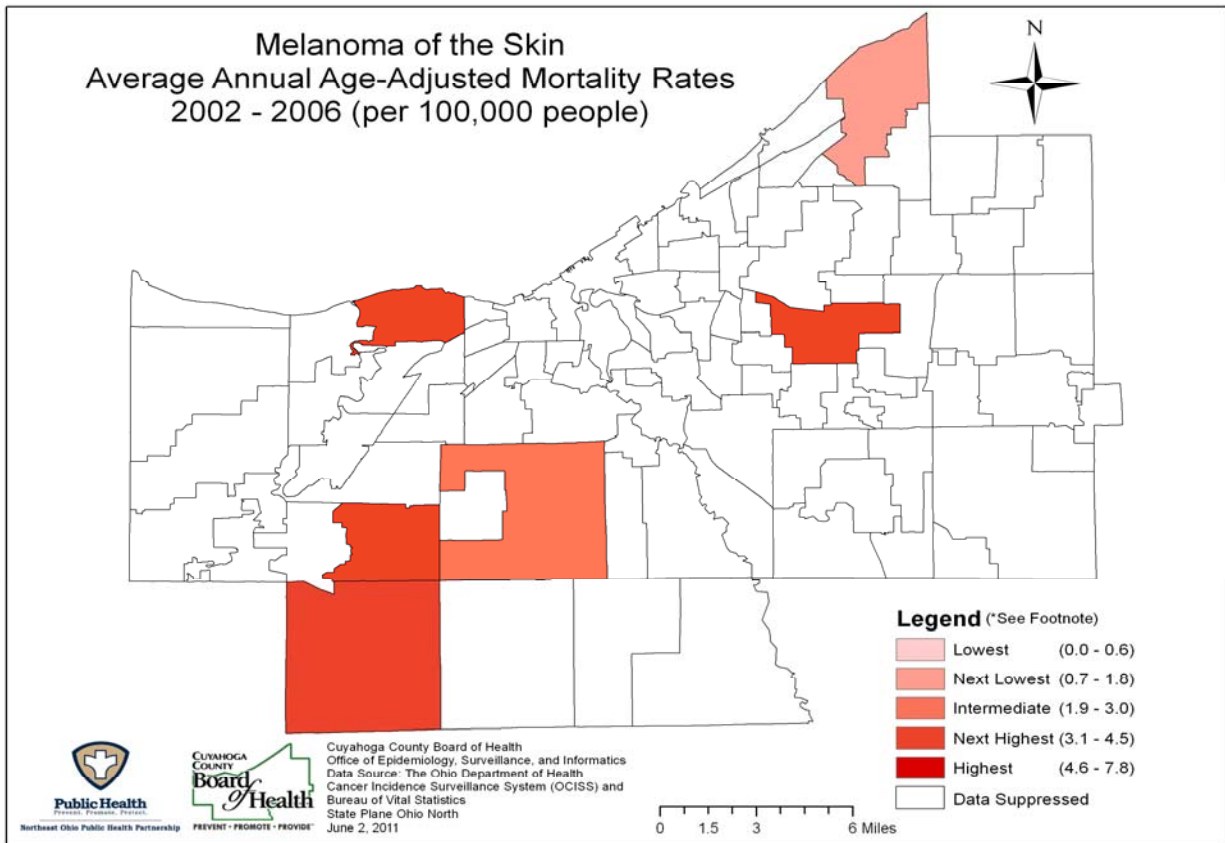 Melanoma of the Skin
Average Annual Age-Adjusted Mortality Rates
2002 - 2006 (per 100,000 people)
N
Legend (*See Footnote)
Lowest (0.0 - 0.6)
Next Lowest (0.7 - 1.8)
Intermediate (1.9 - 3.0)
Next Highest (3.1 - 4.5)
Highest (4.6 - 7.8)
Data Suppressed
Public Health
Prevent. Promote. Protect.
Northeast Ohio Public Health Partnership
CUYAHOGA
COUNTY
Board
of Health
PREVENT • PROMOTE • PROVIDE
Cuyahoga County Board of Health
Office of Epidemiology, Surveillance, and Informatics
Data Source: The Ohio Department of Health
Cancer Incidence Surveillance System (OCISS) and
Bureau of Vital Statistics
State Plane Ohio North
June 2, 2011
0 1.5 3 6 Miles